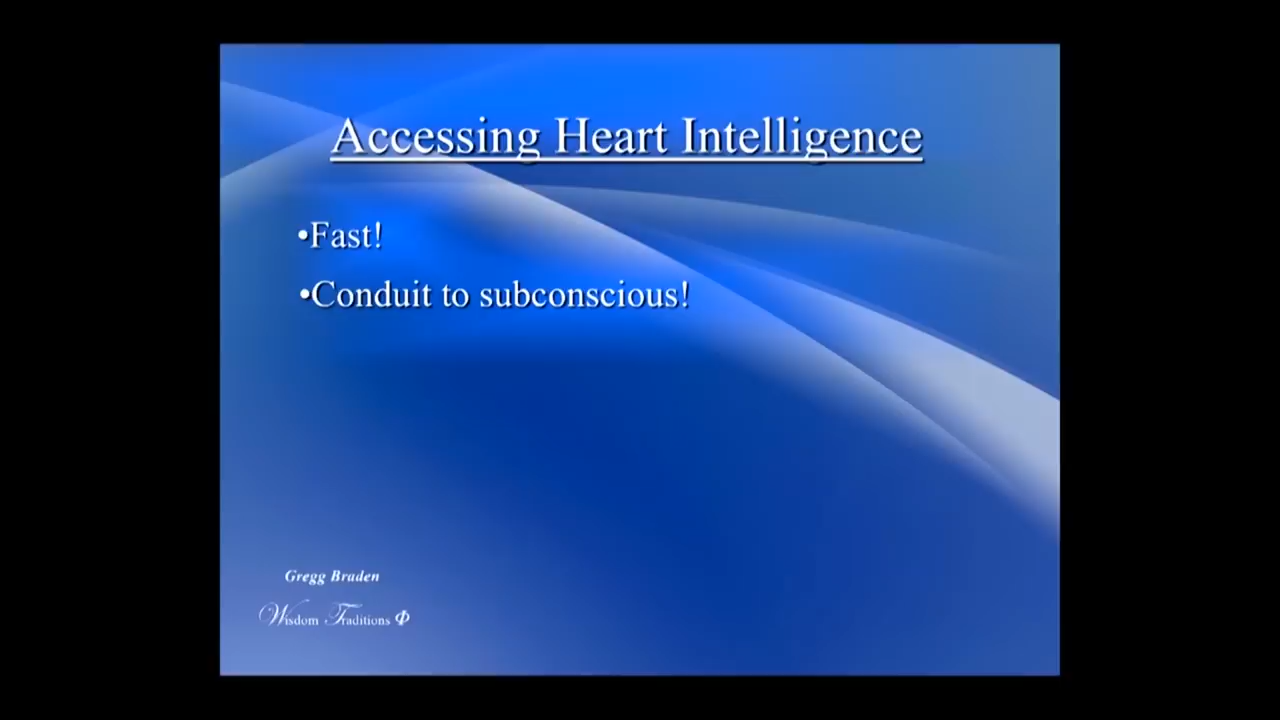 Accessing Heart Intelligence
•Fast!
•Conduit to subconscious!
Gregg Braden
Wisdom Traditions Φ